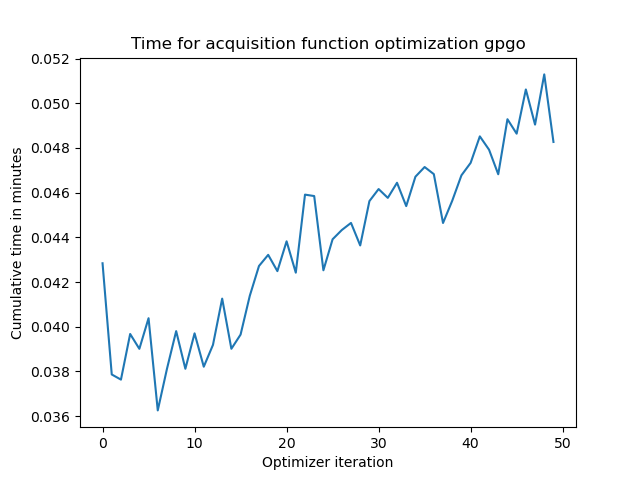 Time for acquisition function optimization gpgo
0.052
0.050
0.048
0.046
0.044
0.042
0.040
0.038
0.036
Cumulative time in minutes
0 10 20 30 40 50
Optimizer iteration